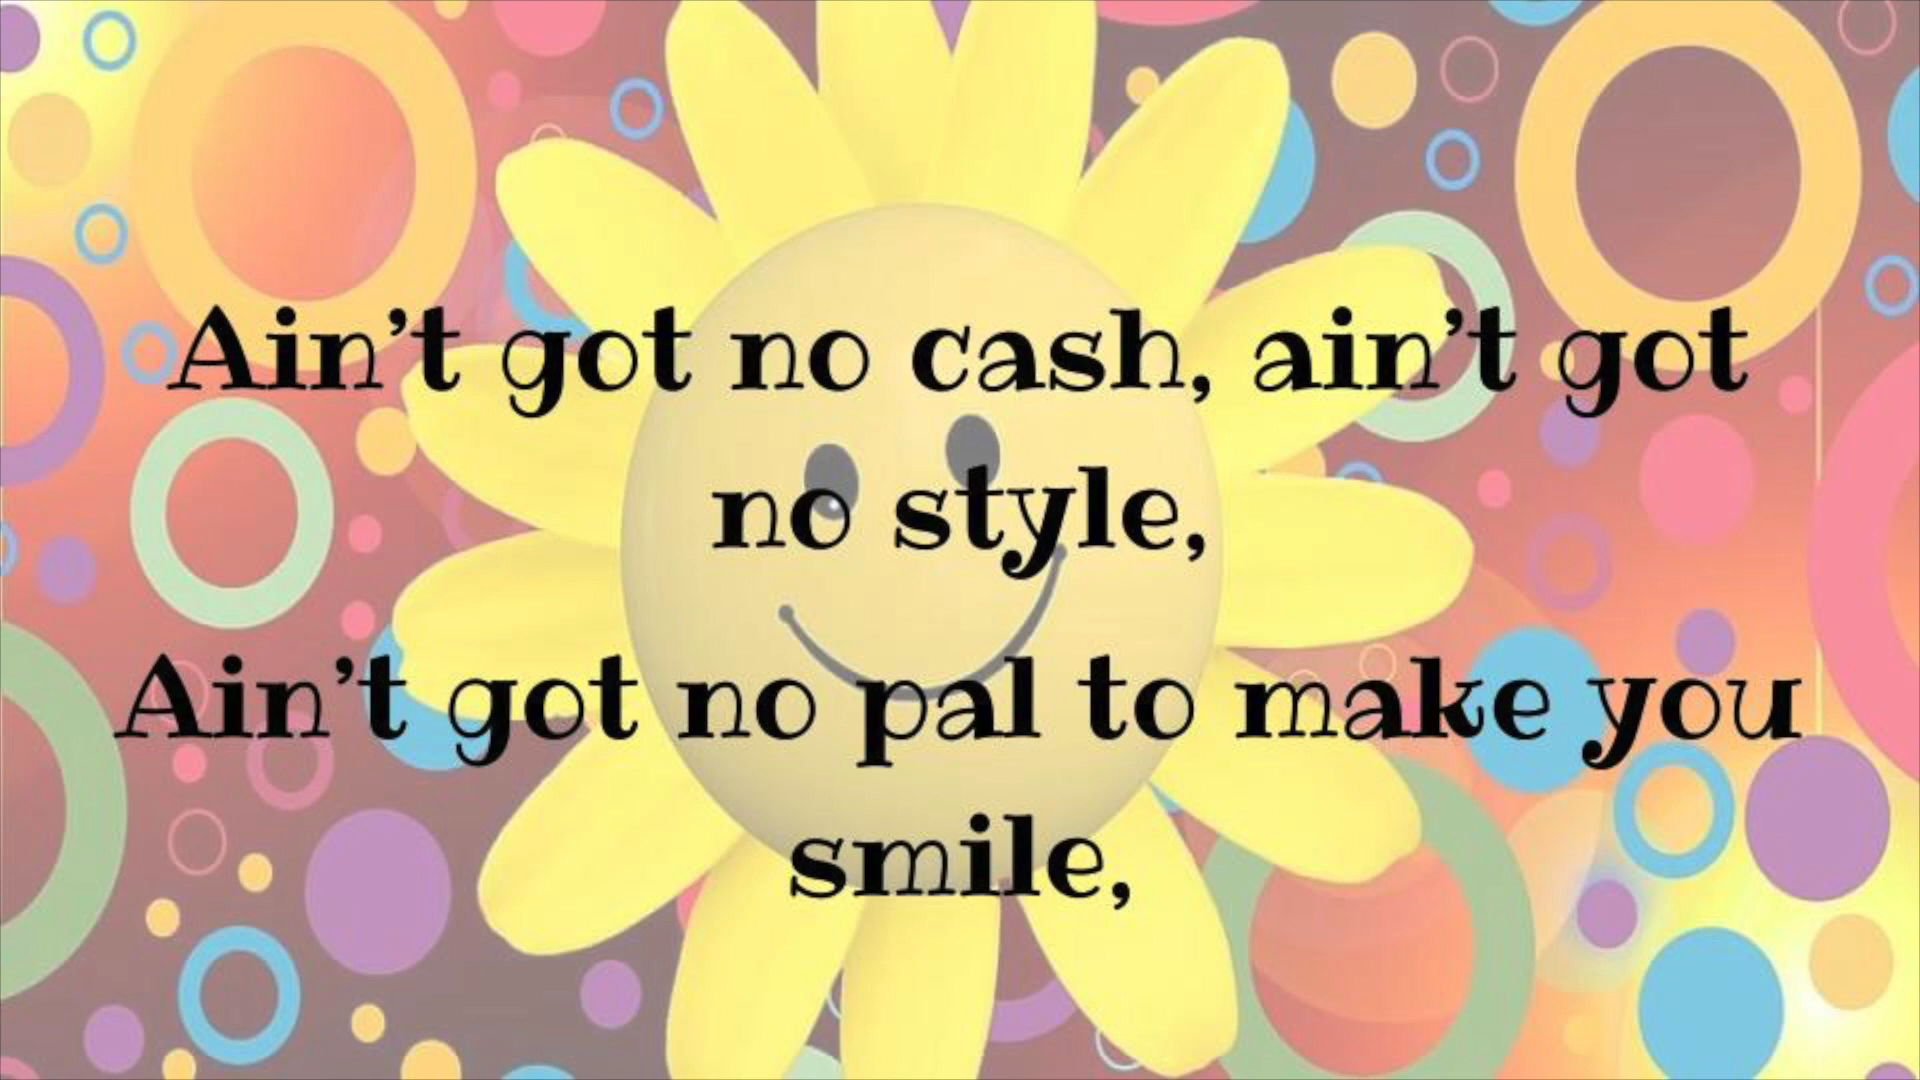 Ain't got no cash, ain't got
no style,
Ain't got no pal to make you
smile,